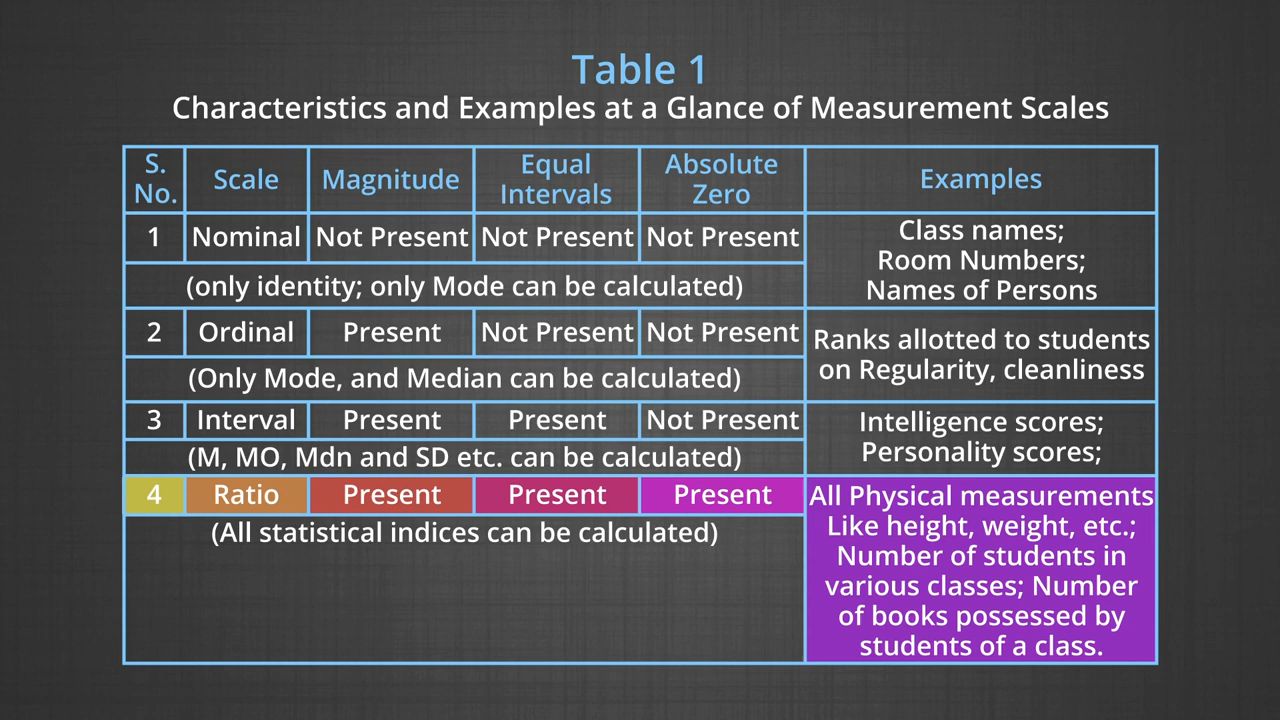 Table 1
Characteristics and Examples at a Glance of Measurement Scales
S. No. Scale Magnitude Equal Intervals Absolute Zero Examples
1 Nominal Not Present Not Present Not Present
(only identity; only Mode can be calculated)
Class names;
Room Numbers;
Names of Persons
2 Ordinal Present Not Present Not Present
(Only Mode, and Median can be calculated)
Ranks allotted to students
on Regularity, cleanliness
3 Interval Present Present Not Present
(M, MO, Mdn and SD etc. can be calculated)
Intelligence scores;
Personality scores;
4 Ratio Present Present Present
(All statistical indices can be calculated)
All Physical measurements
Like height, weight, etc.;
Number of students in
various classes; Number
of books possessed by
students of a class.